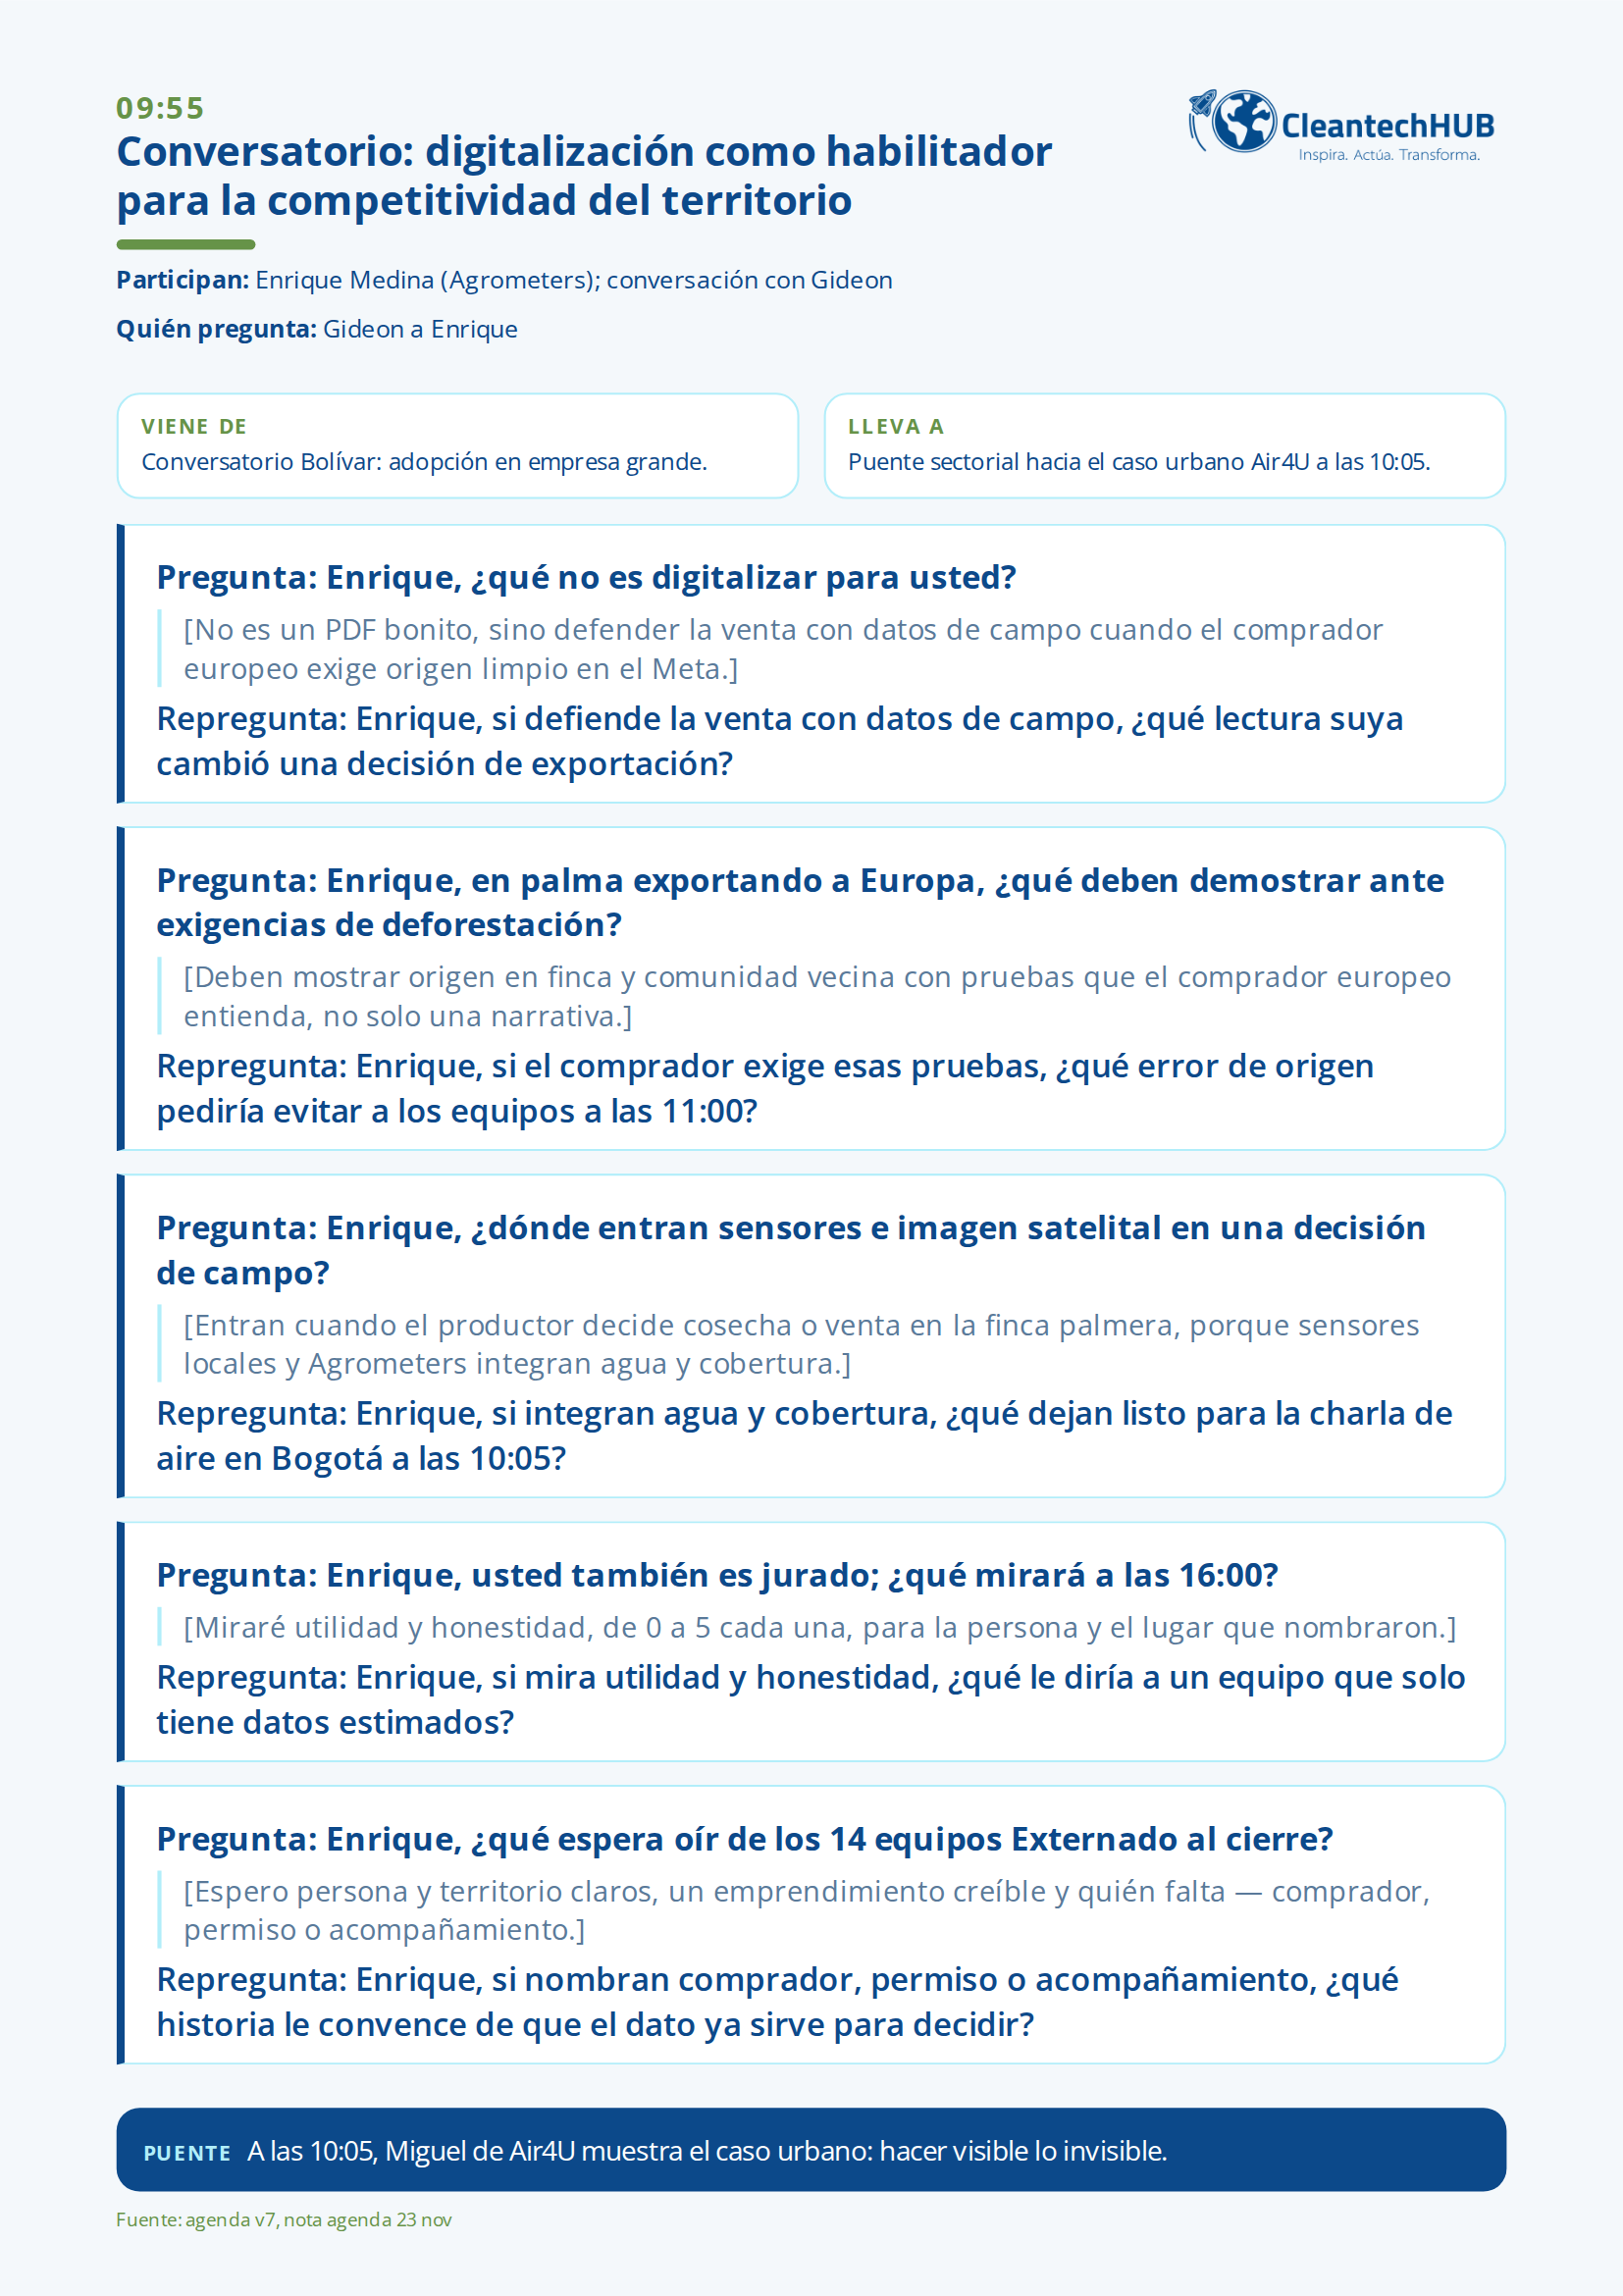 09:55
Conversatorio: digitalización como habilitador
para la competitividad del territorio
CleantechHUB
Inspira. Actúa. Transforma.
Participan: Enrique Medina (Agrometers); conversación con Gideon
Quién pregunta: Gideon a Enrique
VIENE DE
Conversatorio Bolívar: adopción en empresa grande.
LLEVA A
Puente sectorial hacia el caso urbano Air4U a las 10:05.
Pregunta: Enrique, ¿qué no es digitalizar para usted?
[No es un PDF bonito, sino defender la venta con datos de campo cuando el comprador
europeo exige origen limpio en el Meta.]
Repregunta: Enrique, si defiende la venta con datos de campo, ¿qué lectura suya
cambió una decisión de exportación?
Pregunta: Enrique, en palma exportando a Europa, ¿qué deben demostrar ante
exigencias de deforestación?
[Deben mostrar origen en finca y comunidad vecina con pruebas que el comprador europeo
entienda, no solo una narrativa.]
Repregunta: Enrique, si el comprador exige esas pruebas, ¿qué error de origen
pediría evitar a los equipos a las 11:00?
Pregunta: Enrique, ¿dónde entran sensores e imagen satelital en una decisión
de campo?
[Entran cuando el productor decide cosecha o venta en la finca palmera, porque sensores
locales y Agrometers integran agua y cobertura.]
Repregunta: Enrique, si integran agua y cobertura, ¿qué dejan listo para la charla de
aire en Bogotá a las 10:05?
Pregunta: Enrique, usted también es jurado; ¿qué mirará a las 16:00?
[Miraré utilidad y honestidad, de 0 a 5 cada una, para la persona y el lugar que nombraron.]
Repregunta: Enrique, si mira utilidad y honestidad, ¿qué le diría a un equipo que solo
tiene datos estimados?
Pregunta: Enrique, ¿qué espera oír de los 14 equipos Externado al cierre?
[Espero persona y territorio claros, un emprendimiento creíble y quién falta — comprador,
permiso o acompañamiento.]
Repregunta: Enrique, si nombran comprador, permiso o acompañamiento, ¿qué
historia le convence de que el dato ya sirve para decidir?
PUENTE A las 10:05, Miguel de Air4U muestra el caso urbano: hacer visible lo invisible.
Fuente: agenda v7, nota agenda 23 nov